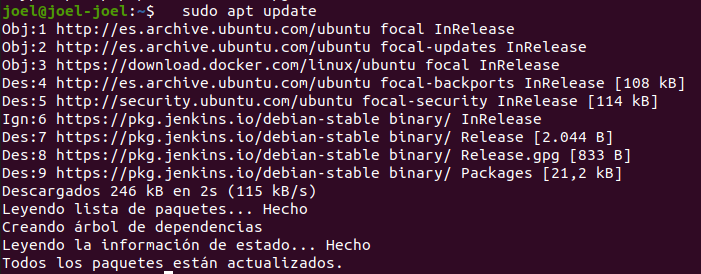 joel@joel-joel:~$   sudo apt update
Obj:1 http://es.archive.ubuntu.com/ubuntu focal InRelease
Obj:2 http://es.archive.ubuntu.com/ubuntu focal-updates InRelease
Obj:3 https://download.docker.com/linux/ubuntu focal InRelease
Des:4 http://es.archive.ubuntu.com/ubuntu focal-backports InRelease [108 kB]
Des:5 http://security.ubuntu.com/ubuntu focal-security InRelease [114 kB]
Ign:6 https://pkg.jenkins.io/debian-stable binary/ InRelease
Des:7 https://pkg.jenkins.io/debian-stable binary/ Release [2.044 B]
Des:8 https://pkg.jenkins.io/debian-stable binary/ Release.gpg [833 B]
Des:9 https://pkg.jenkins.io/debian-stable binary/ Packages [21,2 kB]
Descargados 246 kB en 2s (115 kB/s)
Leyendo lista de paquetes... Hecho
Creando árbol de dependencias
Leyendo la información de estado... Hecho
Todos los paquetes están actualizados.